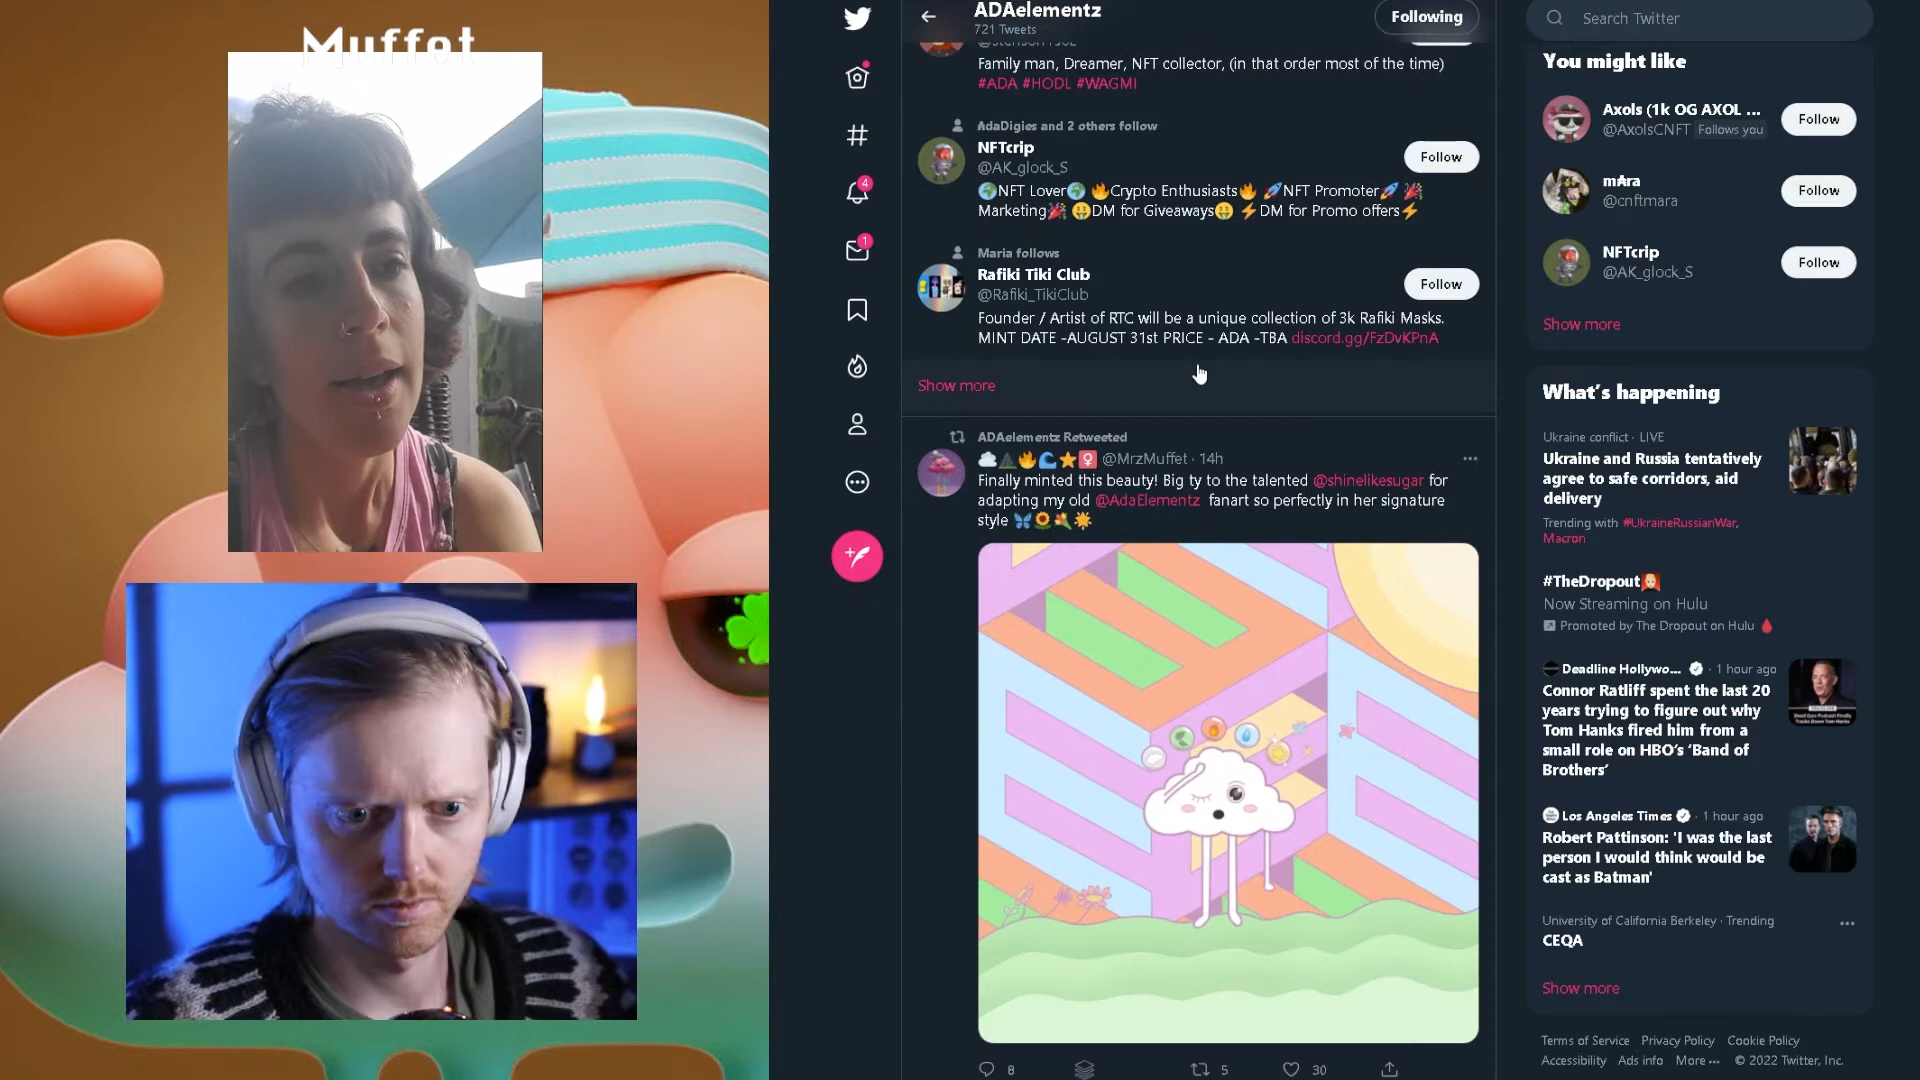 Muffet
ADAelementz
721 Tweets
Following
Family man, Dreamer, NFT collector, (in that order most of the time)
#ADA #HODL #WAGMI
AdaDigies and 2 others follow
NFTcrip
@AK_glock_S
Follow
🌍NFT Lover🌍 🔥Crypto Enthusiasts🔥 🚀NFT Promoter🚀 🎉
Marketing🎉 🤑DM for Giveaways🤑 ⚡DM for Promo offers⚡
Maria follows
Rafiki Tiki Club
@Rafiki_TikiClub
Follow
Founder / Artist of RTC will be a unique collection of 3k Rafiki Masks.
MINT DATE -AUGUST 31st PRICE - ADA -TBA discord.gg/FzDvKPnA
Show more
ADAelementz Retweeted
@MrzMuffet · 14h
Finally minted this beauty! Big ty to the talented @shinelikesugar for
adapting my old @AdaElementz fanart so perfectly in her signature
style 🦋🌻💐☀️
8
5
30
4
1
Search Twitter
You might like
Axols (1k OG AXOL ...
@AxolsCNFT Follows you
Follow
mAra
@cnftmara
Follow
NFTcrip
@AK_glock_S
Follow
Show more
What's happening
Ukraine conflict · LIVE
Ukraine and Russia tentatively
agree to safe corridors, aid
delivery
Trending with #UkraineRussianWar,
Macron
#TheDropout
Now Streaming on Hulu
Promoted by The Dropout on Hulu 🩸
Deadline Hollywo... · 1 hour ago
Connor Ratliff spent the last 20
years trying to figure out why
Tom Hanks fired him from a
small role on HBO's 'Band of
Brothers'
Los Angeles Times · 1 hour ago
Robert Pattinson: 'I was the last
person I would think would be
cast as Batman'
University of California Berkeley · Trending
CEQA
Show more
Terms of Service Privacy Policy Cookie Policy
Accessibility Ads info More ··· © 2022 Twitter, Inc.